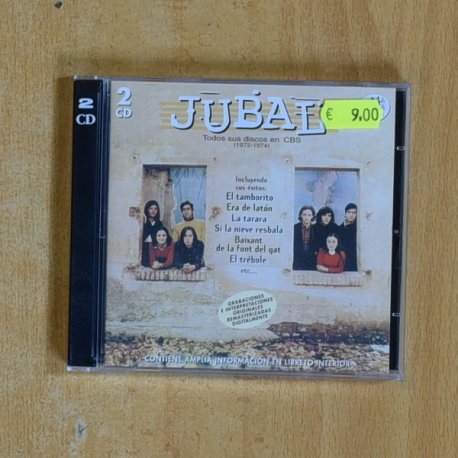 2
CD
2
CD
JUBAL
€ 9,00
Todos sus discos en CBS
(1972-1974)
Incluyendo
sus éxitos:
El tamborito
Era de latón
La tarara
Si la nieve resbala
Baixant
de la font del gat
El trébole
etc....
GRABACIONES
E INTERPRETACIONES
ORIGINALES
REMASTERIZADAS
DIGITALMENTE
CONTIENE AMPLIA INFORMACION EN LIBRETO INTERIOR